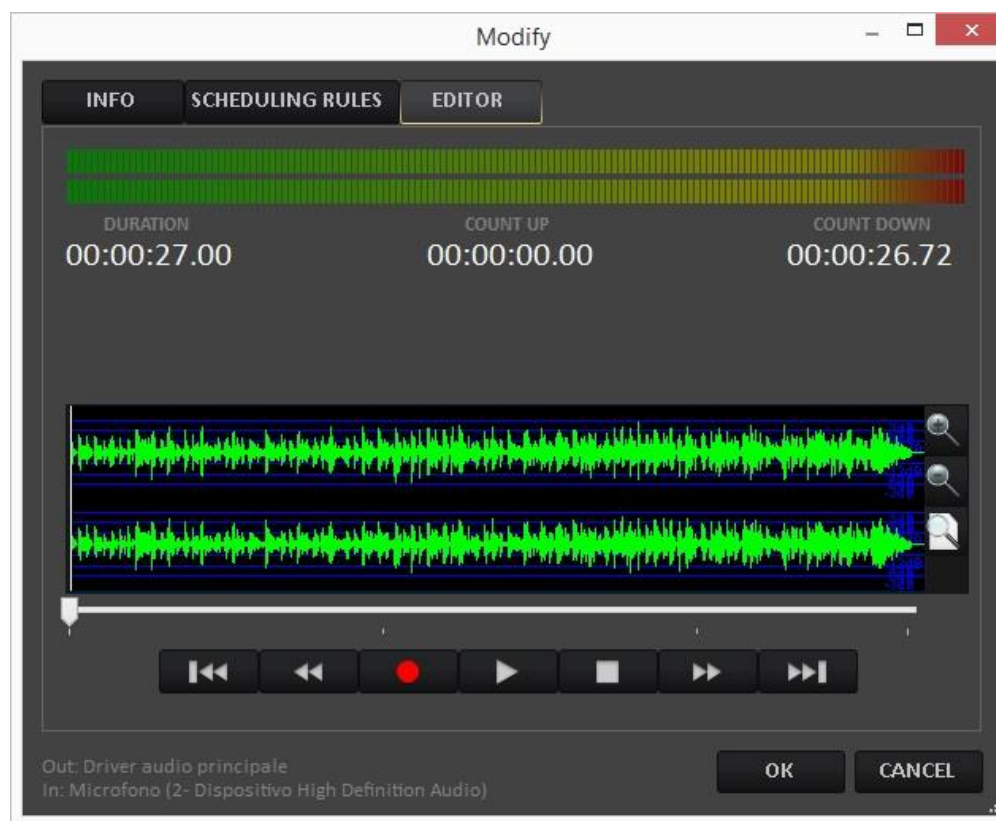 Modify
INFO SCHEDULING RULES EDITOR
DURATION COUNT UP COUNT DOWN
00:00:27.00 00:00:00.00 00:00:26.72
Out: Driver audio principale
In: Microfono (2- Dispositivo High Definition Audio)
OK CANCEL